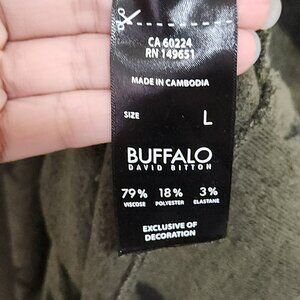 CA 60224
RN 149651
MADE IN CAMBODIA
SIZE L
BUFFALO
DAVID BITTON
79% 18% 3%
VISCOSE POLYESTER ELASTANE
EXCLUSIVE OF
DECORATION